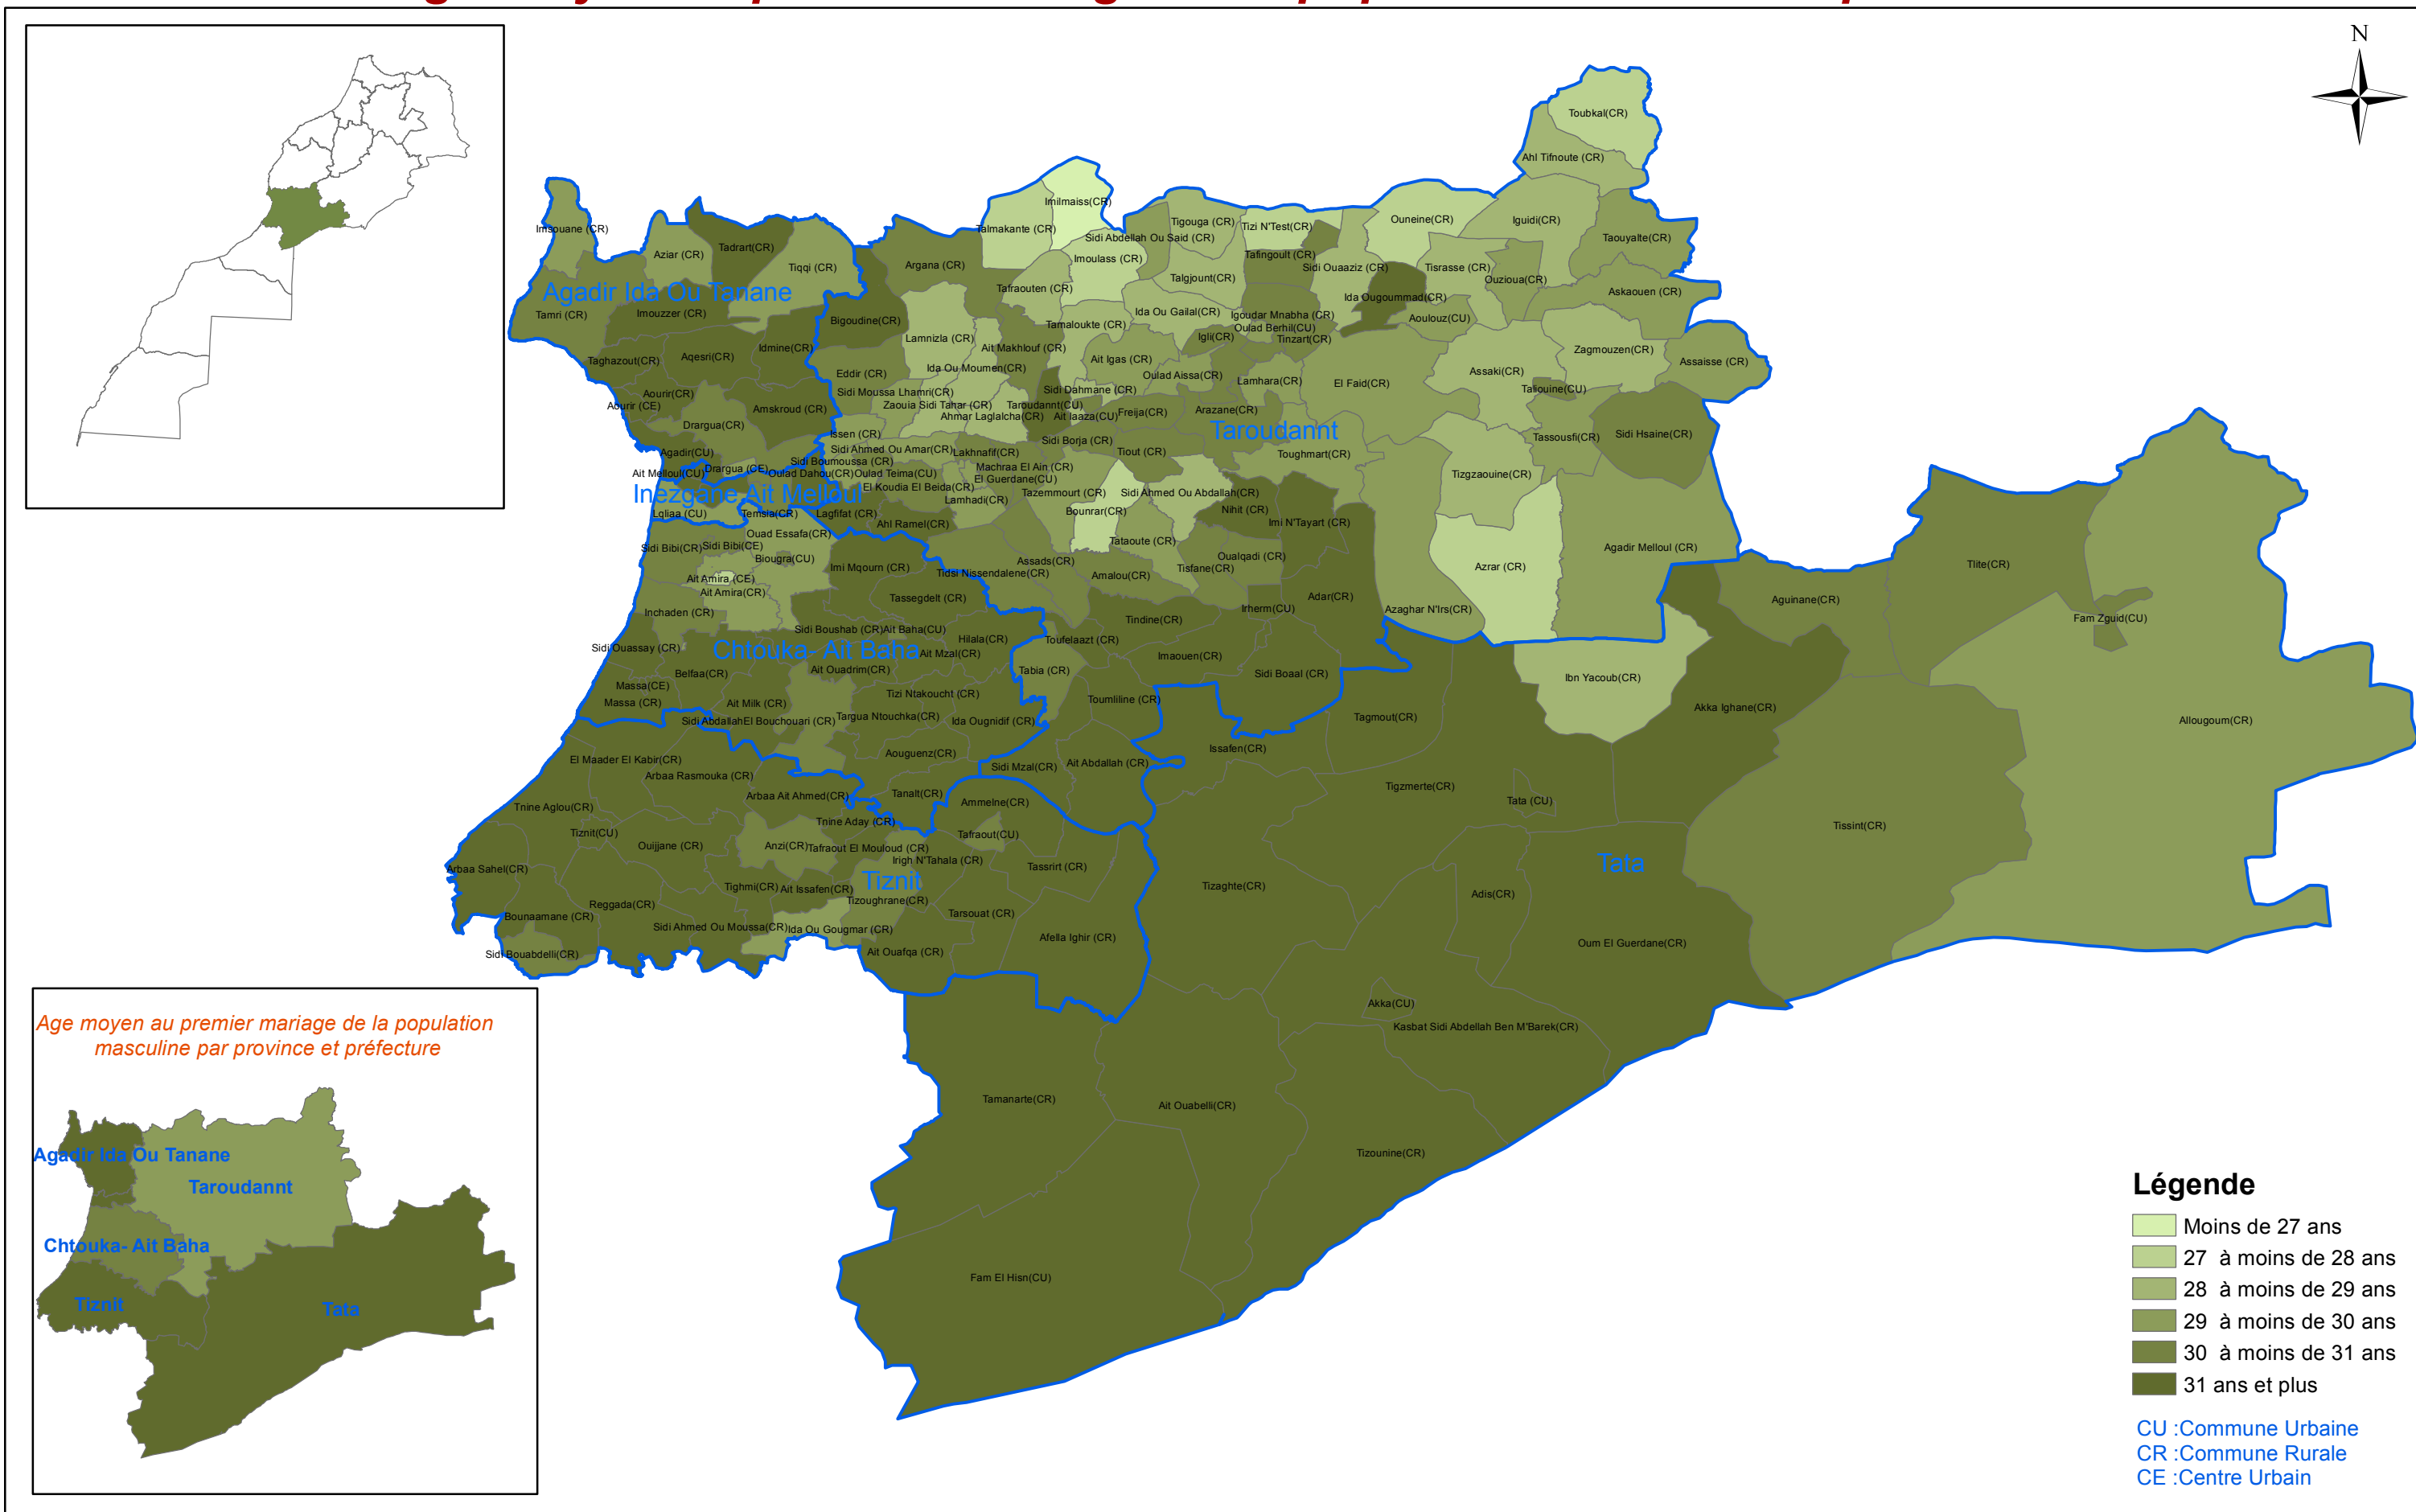 N
Toubkal(CR)
Ahl Tifnoute (CR)
Imilmaiss(CR)
Talmakante (CR)
Sidi Abdellah Ou Said (CR)
Tigouga (CR)
Tizi N'Test(CR)
Ouneine(CR)
Iguidi(CR)
Taouyalte(CR)
Imsouane (CR)
Aziar (CR)
Tadrart(CR)
Tiqqi (CR)
Argana (CR)
Imoulass (CR)
Tafingoult (CR)
Sidi Ouaaziz (CR)
Tisrasse (CR)
Talgjount(CR)
Ouzioua(CR)
Askaouen (CR)
Agadir Ida Ou Tanane
Tafraouten (CR)
Ida Ougoummad(CR)
Tamri (CR)
Imouzzer (CR)
Bigoudine(CR)
Ida Ou Gailal(CR)
Igoudar Mnabha (CR)
Aoulouz(CU)
Tamaloukte (CR)
Oulad Berhil(CU)
Lamnizla (CR)
Igli(CR)
Tinzart(CR)
Idmine(CR)
Ait Makhlouf (CR)
Zagmouzen(CR)
Taghazout(CR)
Aqesri(CR)
Ait Igas (CR)
Assaisse (CR)
Ida Ou Moumen(CR)
Eddir (CR)
Oulad Aissa(CR)
Lamhara(CR)
El Faid(CR)
Assaki(CR)
Aourir(CR)
Sidi Moussa Lhamri(CR)
Sidi Dahmane (CR)
Taliouine(CU)
Aourir (CE)
Amskroud (CR)
Zaouia Sidi Tahar (CR)
Taroudannt(CU)
Arazane(CR)
Ahmar Laglalcha(CR)
Ait Iaaza(CU)
Freija(CR)
Drargua(CR)
Taroudannt
Issen (CR)
Sidi Borja (CR)
Tassousfi(CR)
Sidi Hsaine(CR)
Agadir(CU)
Sidi Ahmed Ou Amar(CR)
Lakhnafif(CR)
Tiout (CR)
Toughmart(CR)
Sidi Boumoussa (CR)
Ait Melloul(CU)
Drargua (CE)
Oulad Dahou(CR)
Oulad Teima(CU)
Machraa El Ain (CR)
El Guerdane(CU)
Tizgzaouine(CR)
El Koudia El Beida(CR)
Inezgane Ait Melloul
Lamhadi(CR)
Tazemmourt (CR)
Sidi Ahmed Ou Abdallah(CR)
Lqliaa (CU)
Temsia(CR)
Lagfifat (CR)
Bounrar(CR)
Nihit (CR)
Ahl Ramel(CR)
Imi N'Tayart (CR)
Ouad Essafa(CR)
Tataoute (CR)
Sidi Bibi(CR)
Sidi Bibi(CE)
Agadir Melloul (CR)
Biougra(CU)
Oualqadi (CR)
Assads(CR)
Tlite(CR)
Imi Mqourn (CR)
Tidsi Nissendalene(CR)
Amalou(CR)
Tisfane(CR)
Azrar (CR)
Ait Amira (CE)
Ait Amira(CR)
Tassegdelt (CR)
Adar(CR)
Aguinane(CR)
Inchaden (CR)
Irherm(CU)
Azaghar N'Irs(CR)
Tindine(CR)
Fam Zguid(CU)
Sidi Boushab (CR)
Ait Baha(CU)
Hilala(CR)
Toufelaazt (CR)
Sidi Ouassay (CR)
Chtouka- Ait Baha
Ait Mzal(CR)
Imaouen(CR)
Belfaa(CR)
Ait Ouadrim(CR)
Tabia (CR)
Sidi Boaal (CR)
Ibn Yacoub(CR)
Massa(CE)
Tizi Ntakoucht (CR)
Toumliline (CR)
Massa (CR)
Ait Milk (CR)
Akka Ighane(CR)
Sidi Abdallah El Bouchouari (CR)
Targua Ntouchka(CR)
Ida Ougnidif (CR)
Tagmout(CR)
Allougoum(CR)
Aouguenz(CR)
Issafen(CR)
El Maader El Kabir(CR)
Sidi Mzal(CR)
Ait Abdallah (CR)
Arbaa Rasmouka (CR)
Tigzmerte(CR)
Arbaa Ait Ahmed(CR)
Tanalt(CR)
Ammelne(CR)
Tata (CU)
Tnine Aglou(CR)
Tnine Aday (CR)
Tissint(CR)
Tiznit(CU)
Tafraout(CU)
Ouijjane (CR)
Anzi(CR)
Tafraout El Mouloud (CR)
Irigh N'Tahala (CR)
Tata
Arbaa Sahel(CR)
Tassrirt (CR)
Tiznit
Tighmi(CR)
Ait Issafen(CR)
Tizaghte(CR)
Adis(CR)
Tizoughrane(CR)
Reggada(CR)
Bounaamane (CR)
Tarsouat (CR)
Sidi Ahmed Ou Moussa(CR)
Ida Ou Gougmar (CR)
Afella Ighir (CR)
Oum El Guerdane(CR)
Sidi Bouabdelli(CR)
Ait Ouafqa (CR)
Akka(CU)
Kasbat Sidi Abdellah Ben M'Barek(CR)
Tamanarte(CR)
Ait Ouabelli(CR)
Tizounine(CR)
Fam El Hisn(CU)
Age moyen au premier mariage de la population
masculine par province et préfecture
Agadir Ida Ou Tanane
Taroudannt
Chtouka- Ait Baha
Tiznit
Tata
Légende
Moins de 27 ans
27 à moins de 28 ans
28 à moins de 29 ans
29 à moins de 30 ans
30 à moins de 31 ans
31 ans et plus
CU :Commune Urbaine
CR :Commune Rurale
CE :Centre Urbain